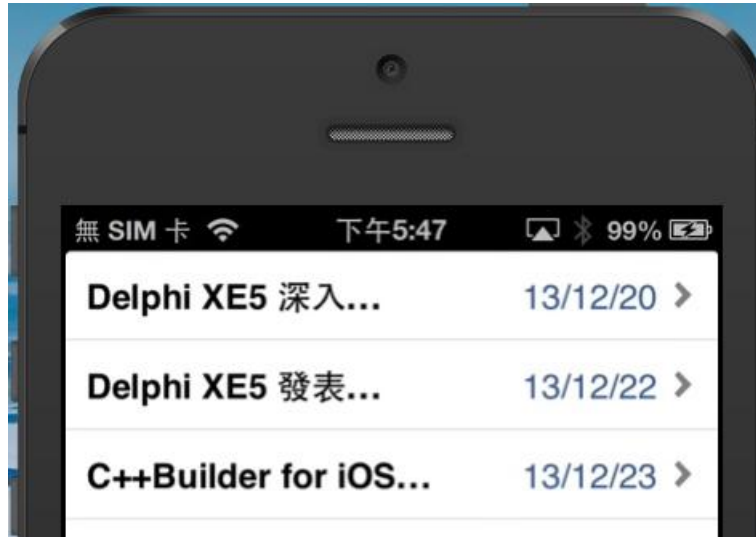 無 SIM 卡 下午5:47 99%
Delphi XE5 深入... 13/12/20
Delphi XE5 發表... 13/12/22
C++Builder for iOS... 13/12/23